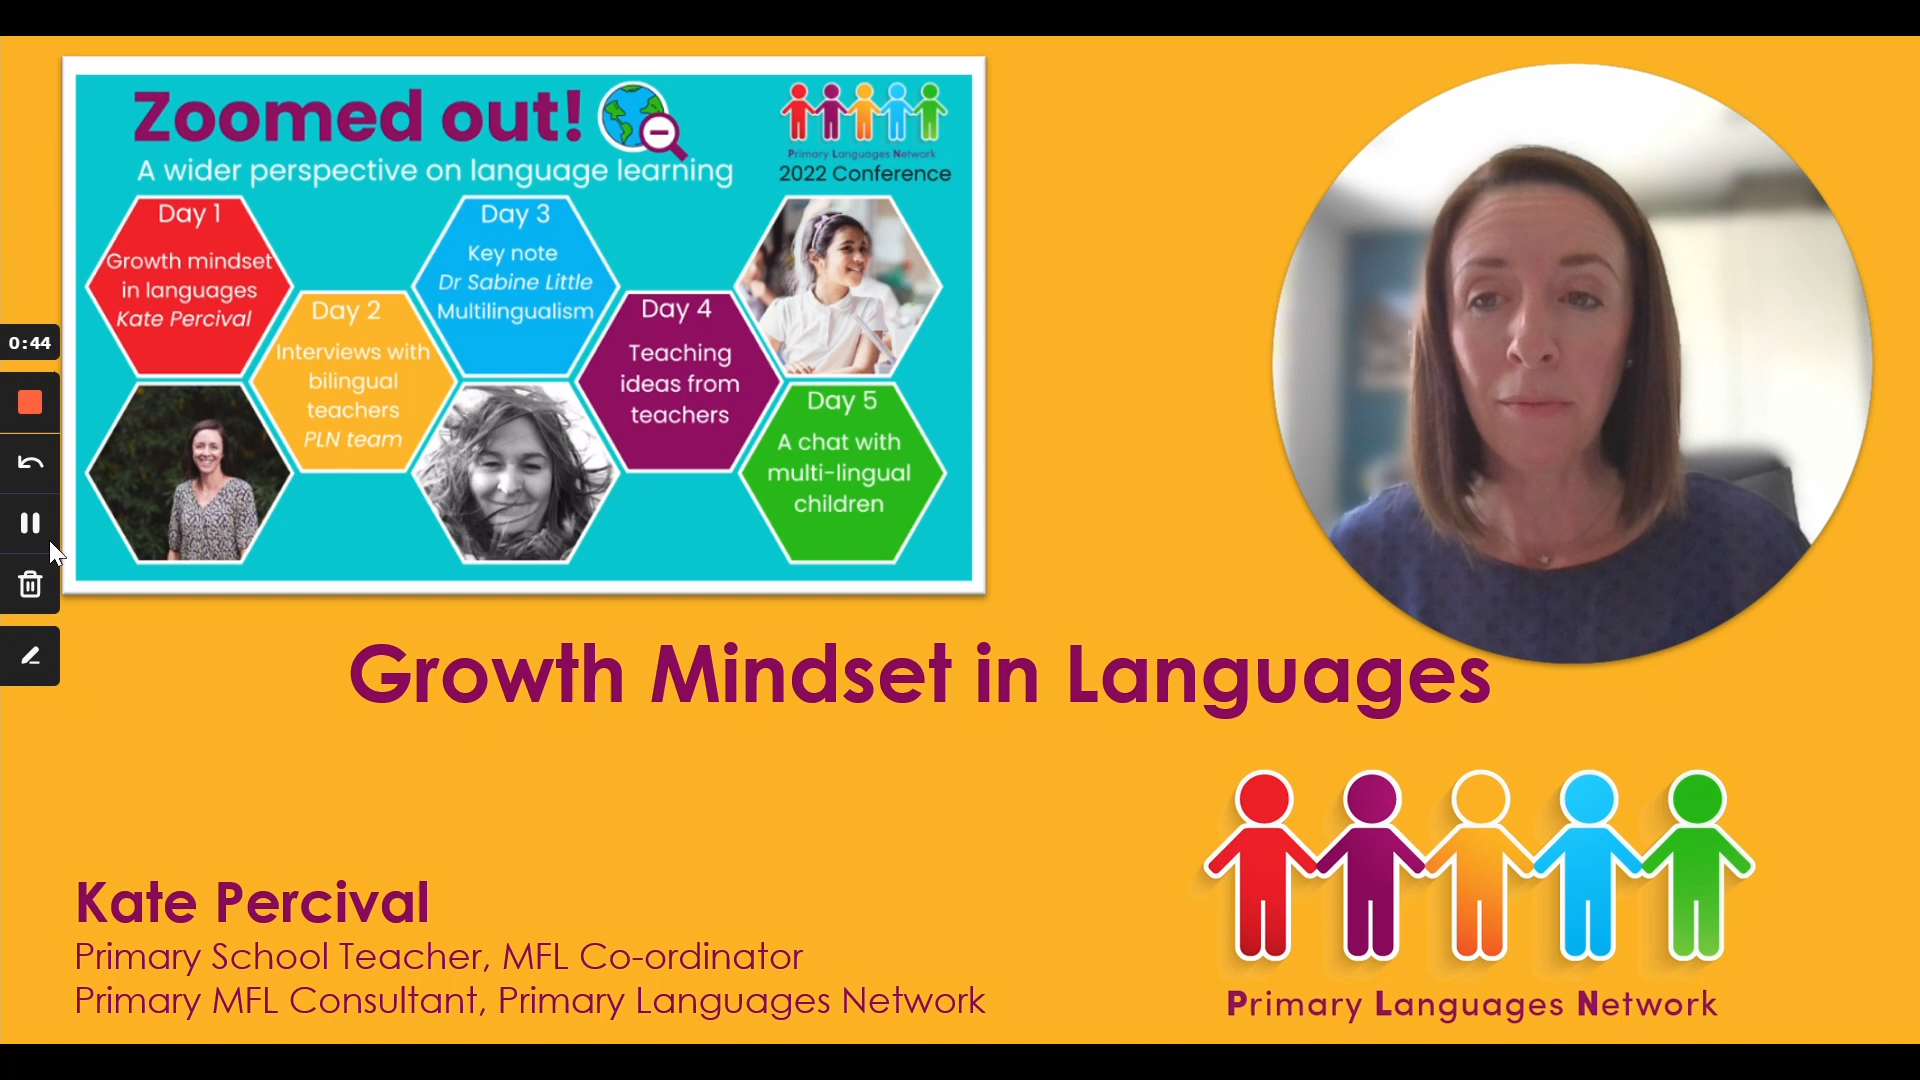 Zoomed out!
A wider perspective on language learning
Primary Languages Network
2022 Conference
Day 1
Growth mindset
in languages
Kate Percival
Day 2
Interviews with
bilingual
teachers
PLN team
Day 3
Key note
Dr Sabine Little
Multilingualism
Day 4
Teaching
ideas from
teachers
Day 5
A chat with
multi-lingual
children
0:44
Growth Mindset in Languages
Kate Percival
Primary School Teacher, MFL Co-ordinator
Primary MFL Consultant, Primary Languages Network
Primary Languages Network